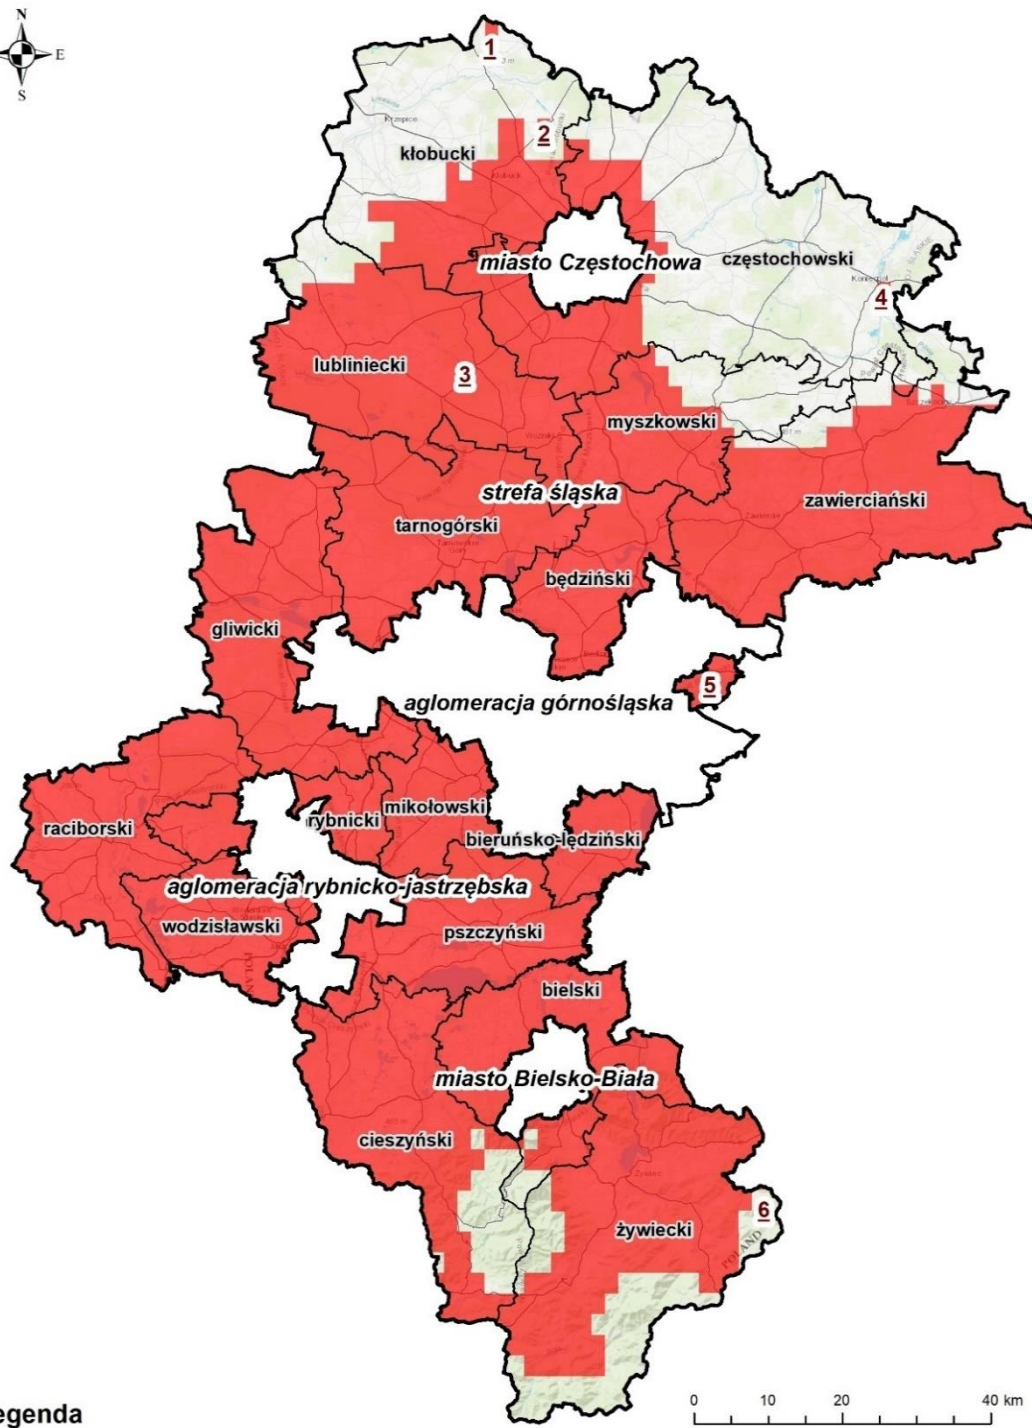 N
E
S
1
2
kłobucki
miasto Częstochowa
częstochowski
4
lubliniecki
3
myszkowski
strefa śląska
zawierciański
tarnogórski
będziński
gliwicki
5
aglomeracja górnośląska
mikołowski
rybnicki
raciborski
bieruńsko-lędziński
aglomeracja rybnicko-jastrzębska
wodzisławski
pszczyński
bielski
miasto Bielsko-Biała
cieszyński
6
żywiecki
POLAND
egenda
0 10 20 40 km